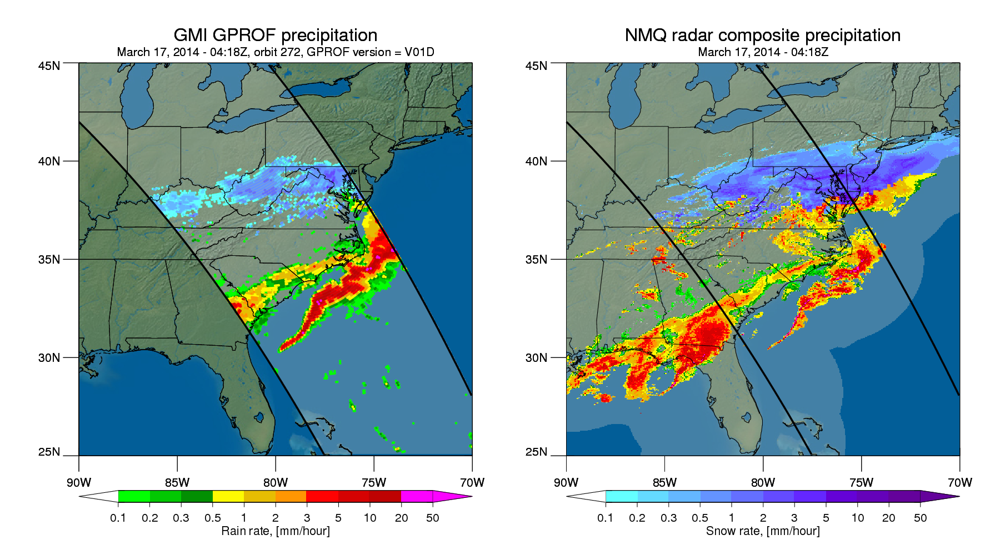 GMI GPROF precipitation
March 17, 2014 - 04:18Z, orbit 272, GPROF version = V01D
45N
40N
35N
30N
25N
90W 85W 80W 75W 70W
0.1 0.2 0.3 0.5 1 2 3 5 10 20 50
Rain rate, [mm/hour]
NMQ radar composite precipitation
March 17, 2014 - 04:18Z
45N
40N
35N
30N
25N
90W 85W 80W 75W 70W
0.1 0.2 0.3 0.5 1 2 3 5 10 20 50
Snow rate, [mm/hour]